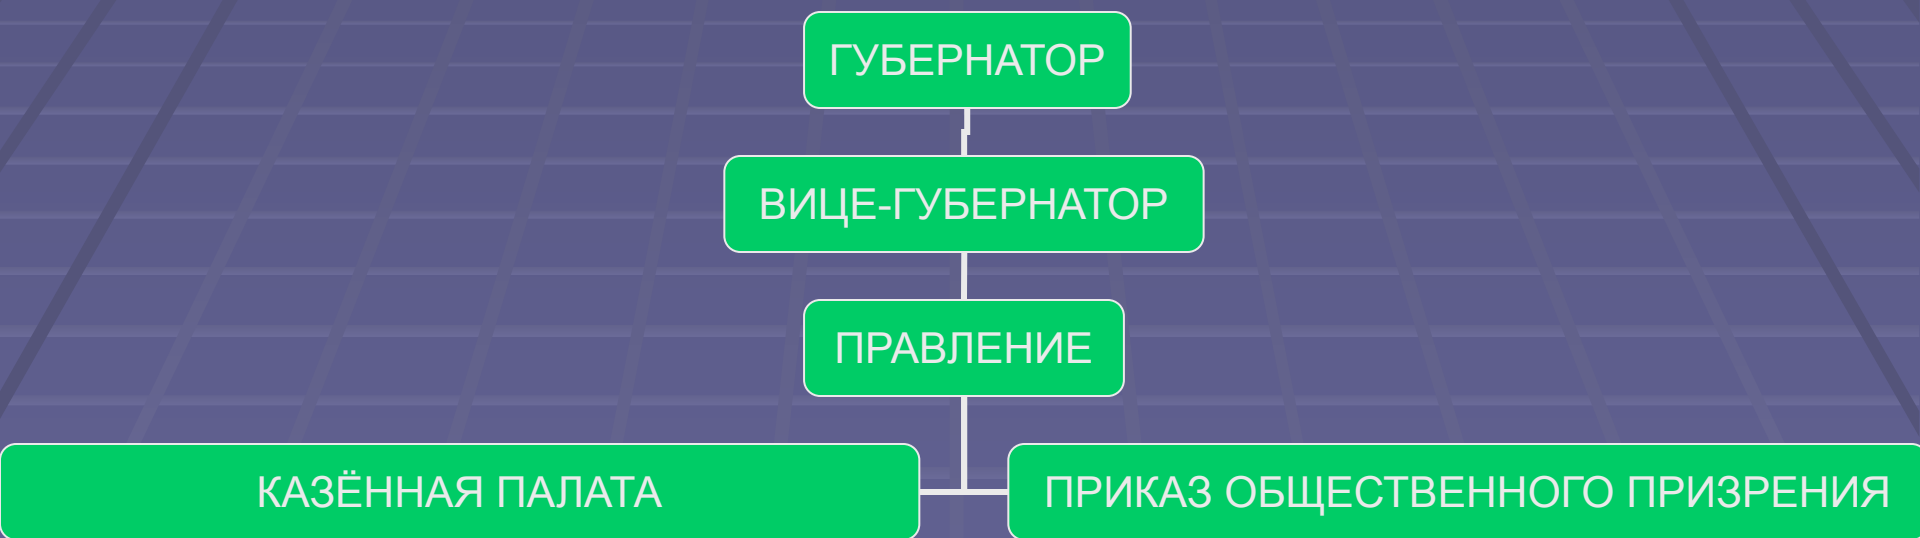 ГУБЕРНАТОР
ВИЦЕ-ГУБЕРНАТОР
ПРАВЛЕНИЕ
КАЗЁННАЯ ПАЛАТА
ПРИКАЗ ОБЩЕСТВЕННОГО ПРИЗРЕНИЯ